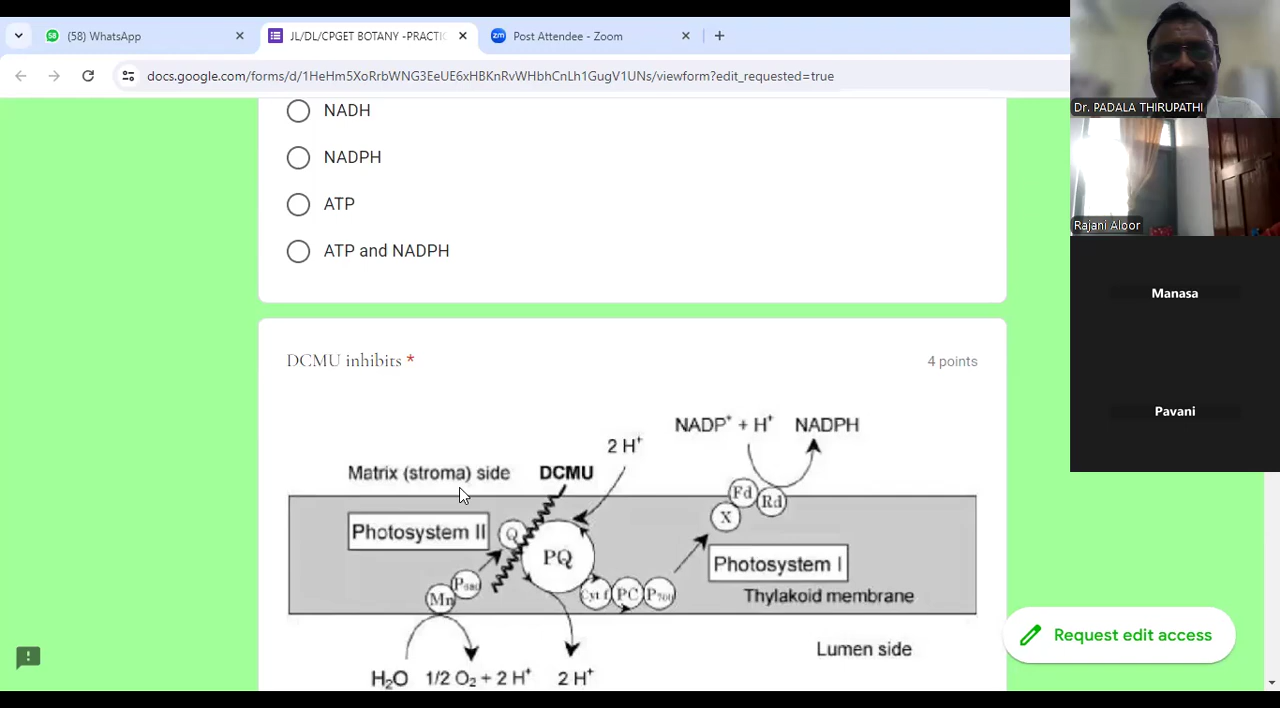 (58) WhatsApp
JL/DL/CPGET BOTANY -PRACTIC
Post Attendee - Zoom
docs.google.com/forms/d/1HeHm5XoRrbWNG3EeUE6xHBKnRvWHbhCnLh1GugV1UNs/viewform?edit_requested=true
Dr. PADALA THIRUPATHI
Rajani Aloor
Manasa
Pavani
NADH
NADPH
ATP
ATP and NADPH
DCMU inhibits *
4 points
NADP⁺ + H⁺ NADPH
2 H⁺
Matrix (stroma) side DCMU
Fd Rd
X
Photosystem II Q
PQ
Photosystem I
P680
Mn
Cyt f PC P700
Thylakoid membrane
Request edit access
Lumen side
H₂O 1/2 O₂ + 2 H⁺ 2 H⁺